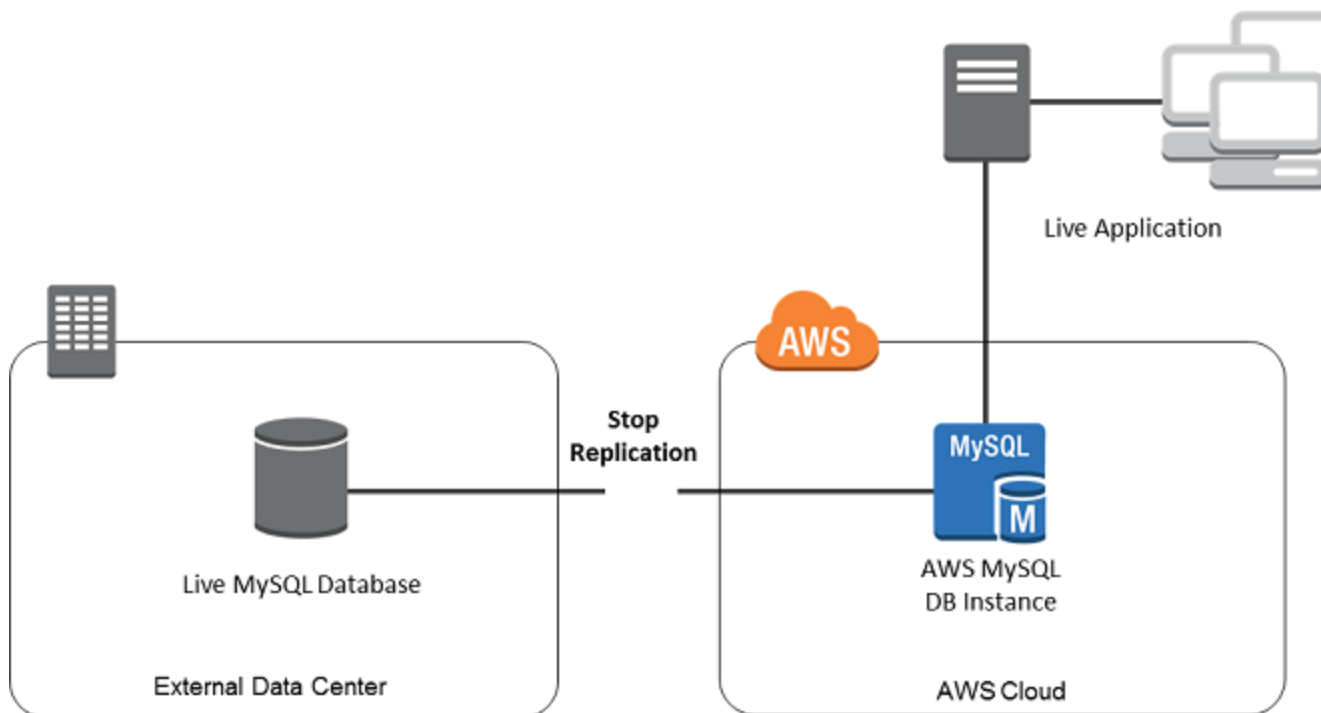 Live Application
AWS
Stop
Replication
MySQL
M
Live MySQL Database
AWS MySQL
DB Instance
External Data Center
AWS Cloud